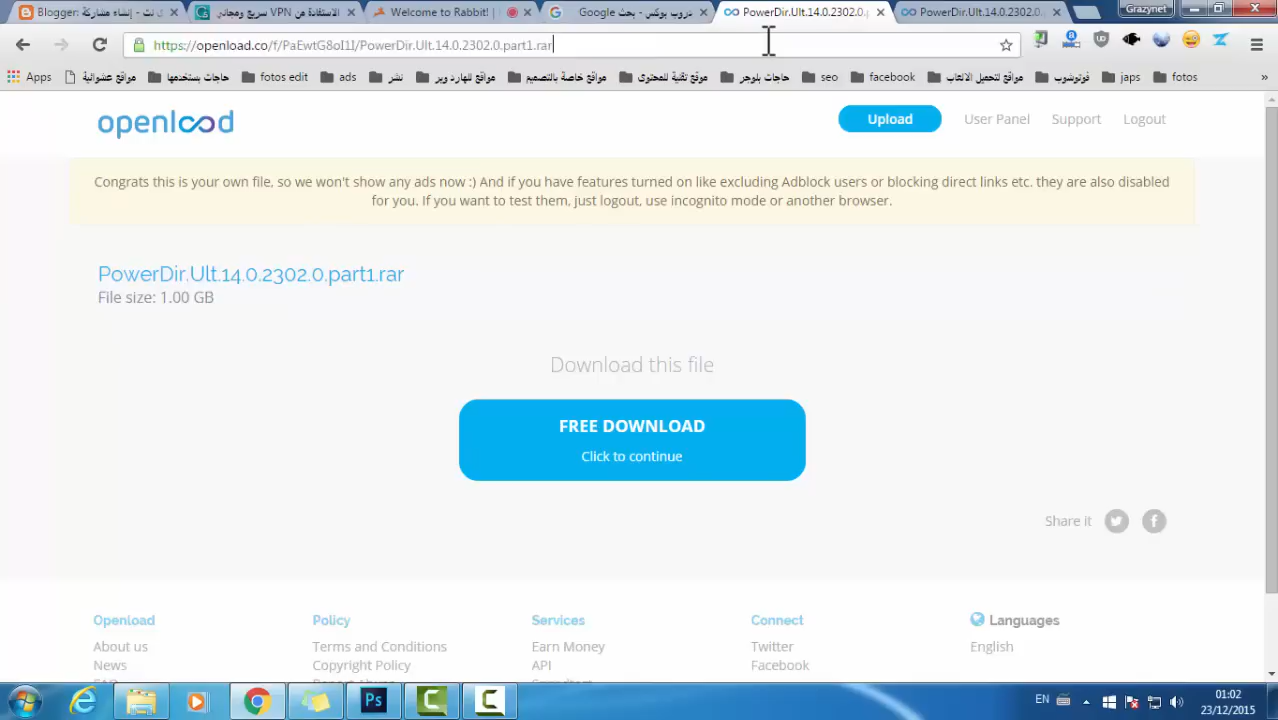 Blogger: نت - إنشاء مشاركة
الاستفادة من VPN سريع ومجاني
Welcome to Rabbit! |
دروب بوكس - بحث Google
PowerDir.Ult.14.0.2302.0.p
PowerDir.Ult.14.0.2302.0.p
Grazynet
https://openload.co/f/PaEwtG8oI1I/PowerDir.Ult.14.0.2302.0.part1.rar
Apps
مواقع عشوائية
حاجات بستخدمها
fotos edit
ads
نشر
مواقع للهارد وير
مواقع خاصة بالتصميم
موقع تقنية للمحتوى
حاجات بلوجر
seo
facebook
مواقع لتحميل الالعاب
فوتوشوب
japs
fotos
»
openload
Upload
User Panel
Support
Logout
Congrats this is your own file, so we won't show any ads now :) And if you have features turned on like excluding Adblock users or blocking direct links etc. they are also disabled
for you. If you want to test them, just logout, use incognito mode or another browser.
PowerDir.Ult.14.0.2302.0.part1.rar
File size: 1.00 GB
Download this file
FREE DOWNLOAD
Click to continue
Share it
Openload
Policy
Services
Connect
Languages
About us
Terms and Conditions
Earn Money
Twitter
English
News
Copyright Policy
API
Facebook
FAQ
Report Abuse
Ps
EN
01:02
23/12/2015